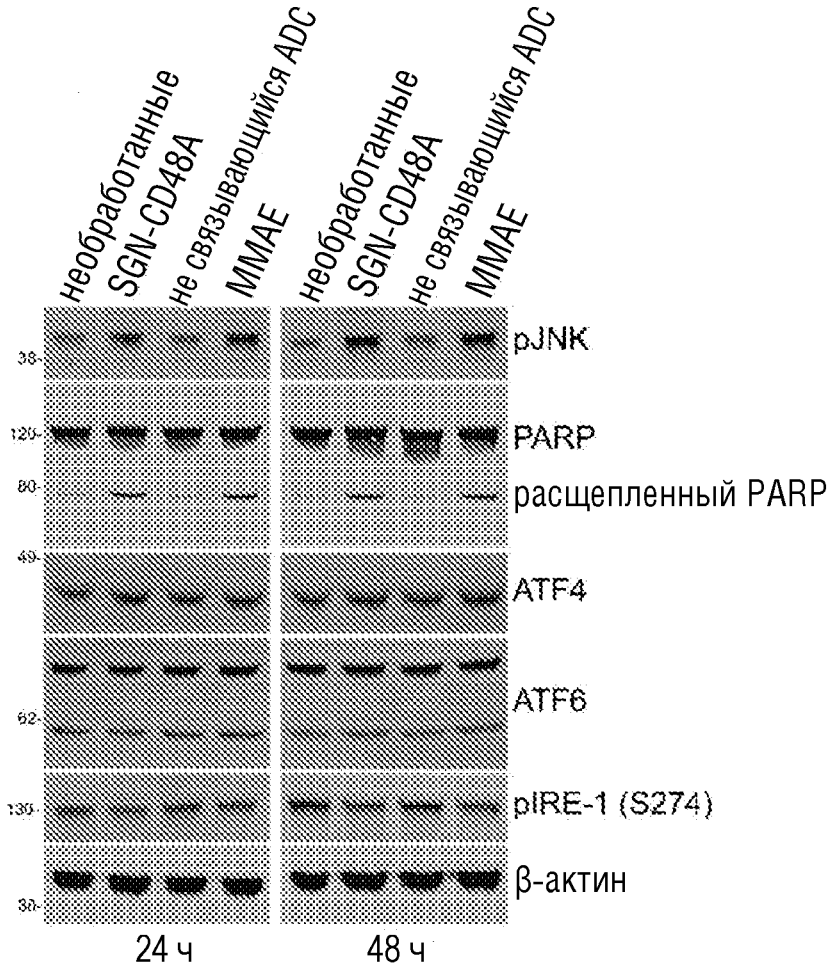 необработанные
SGN-CD48A
не связывающийся ADC
MMAE
необработанные
SGN-CD48A
не связывающийся ADC
MMAE
38-
pJNK
120-
PARP
80-
расщепленный PARP
49-
ATF4
62-
ATF6
130-
pIRE-1 (S274)
38-
β-актин
24 ч
48 ч